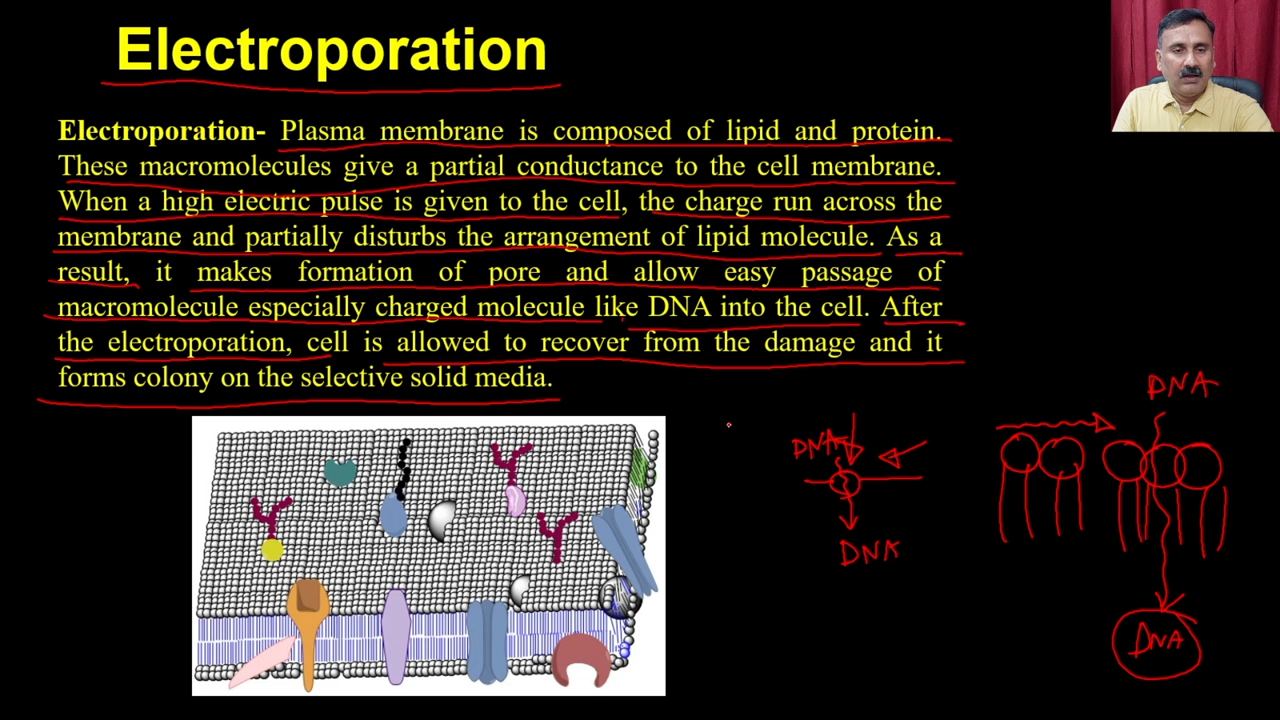 Electroporation
Electroporation- Plasma membrane is composed of lipid and protein.
These macromolecules give a partial conductance to the cell membrane.
When a high electric pulse is given to the cell, the charge run across the
membrane and partially disturbs the arrangement of lipid molecule. As a
result, it makes formation of pore and allow easy passage of
macromolecule especially charged molecule like DNA into the cell. After
the electroporation, cell is allowed to recover from the damage and it
forms colony on the selective solid media.
DNA
DNA
DNA
DNA